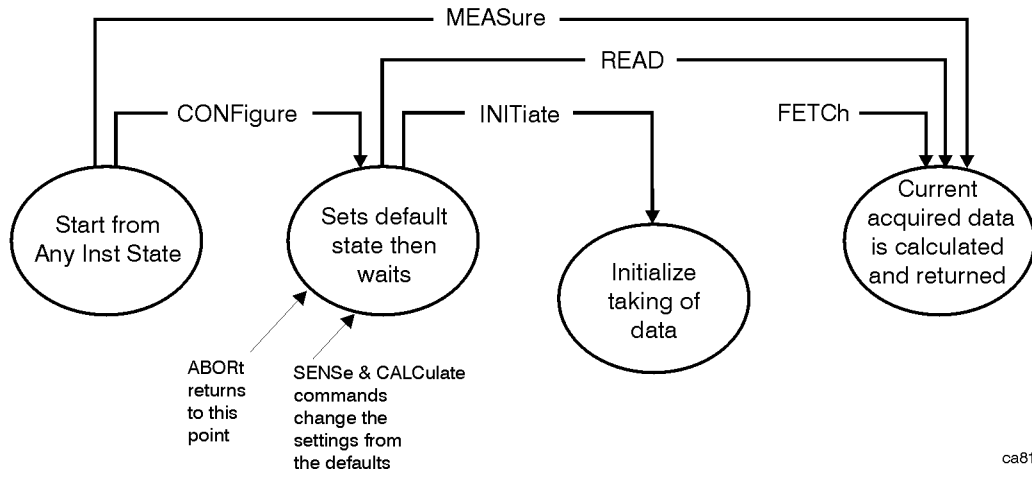 MEASure
READ
CONFigure
INITiate
FETCh
Start from
Any Inst State
Sets default
state then
waits
Initialize
taking of
data
Current
acquired data
is calculated
and returned
ABORt
returns
to this
point
SENSe & CALCulate
commands
change the
settings from
the defaults
ca81